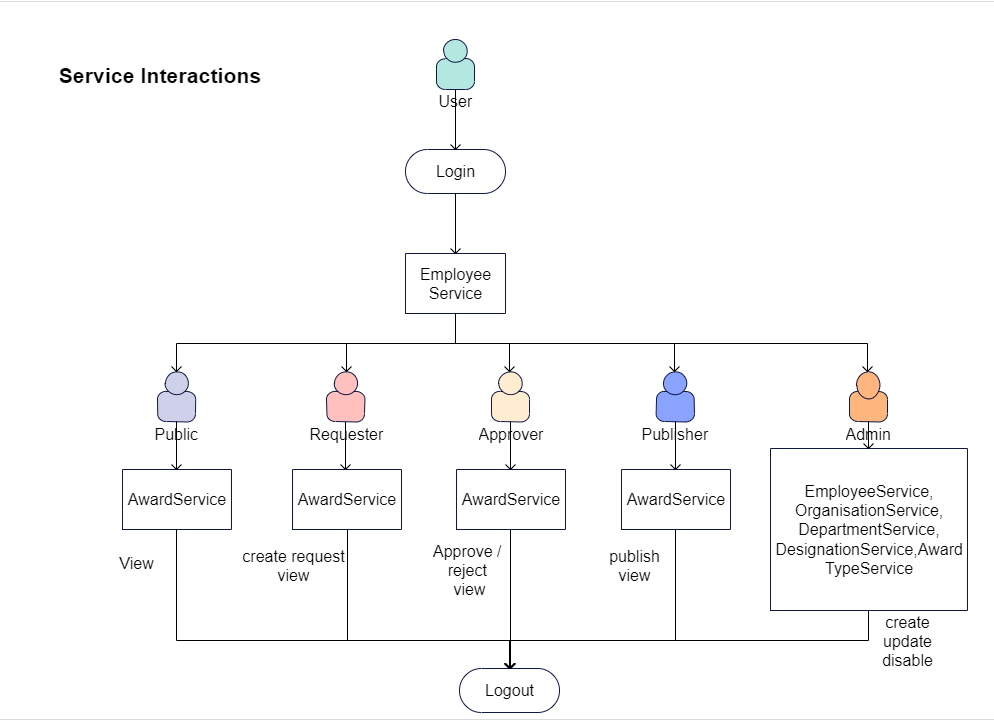 Service Interactions
User
Login
Employee
Service
Public
Requester
Approver
Publisher
Admin
AwardService
AwardService
AwardService
AwardService
EmployeeService,
OrganisationService,
DepartmentService,
DesignationService,Award
TypeService
View
create request
view
Approve /
reject
view
publish
view
create
update
disable
Logout